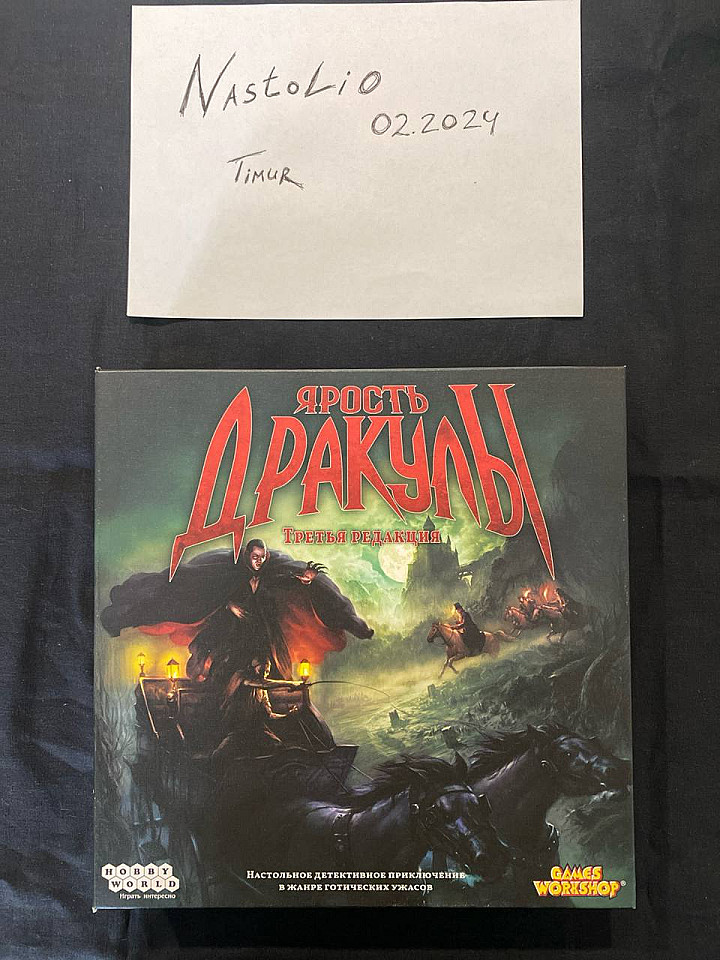 Nastolio
02.2024
Timur
ЯРОСТЬ
ДРАКУЛЫ
ТРЕТЬЯ РЕДАКЦИЯ
НАСТОЛЬНОЕ ДЕТЕКТИВНОЕ ПРИКЛЮЧЕНИЕ
В ЖАНРЕ ГОТИЧЕСКИХ УЖАСОВ
HOBBY
WORLD
Играть интересно
GAMES
WORKSHOP®